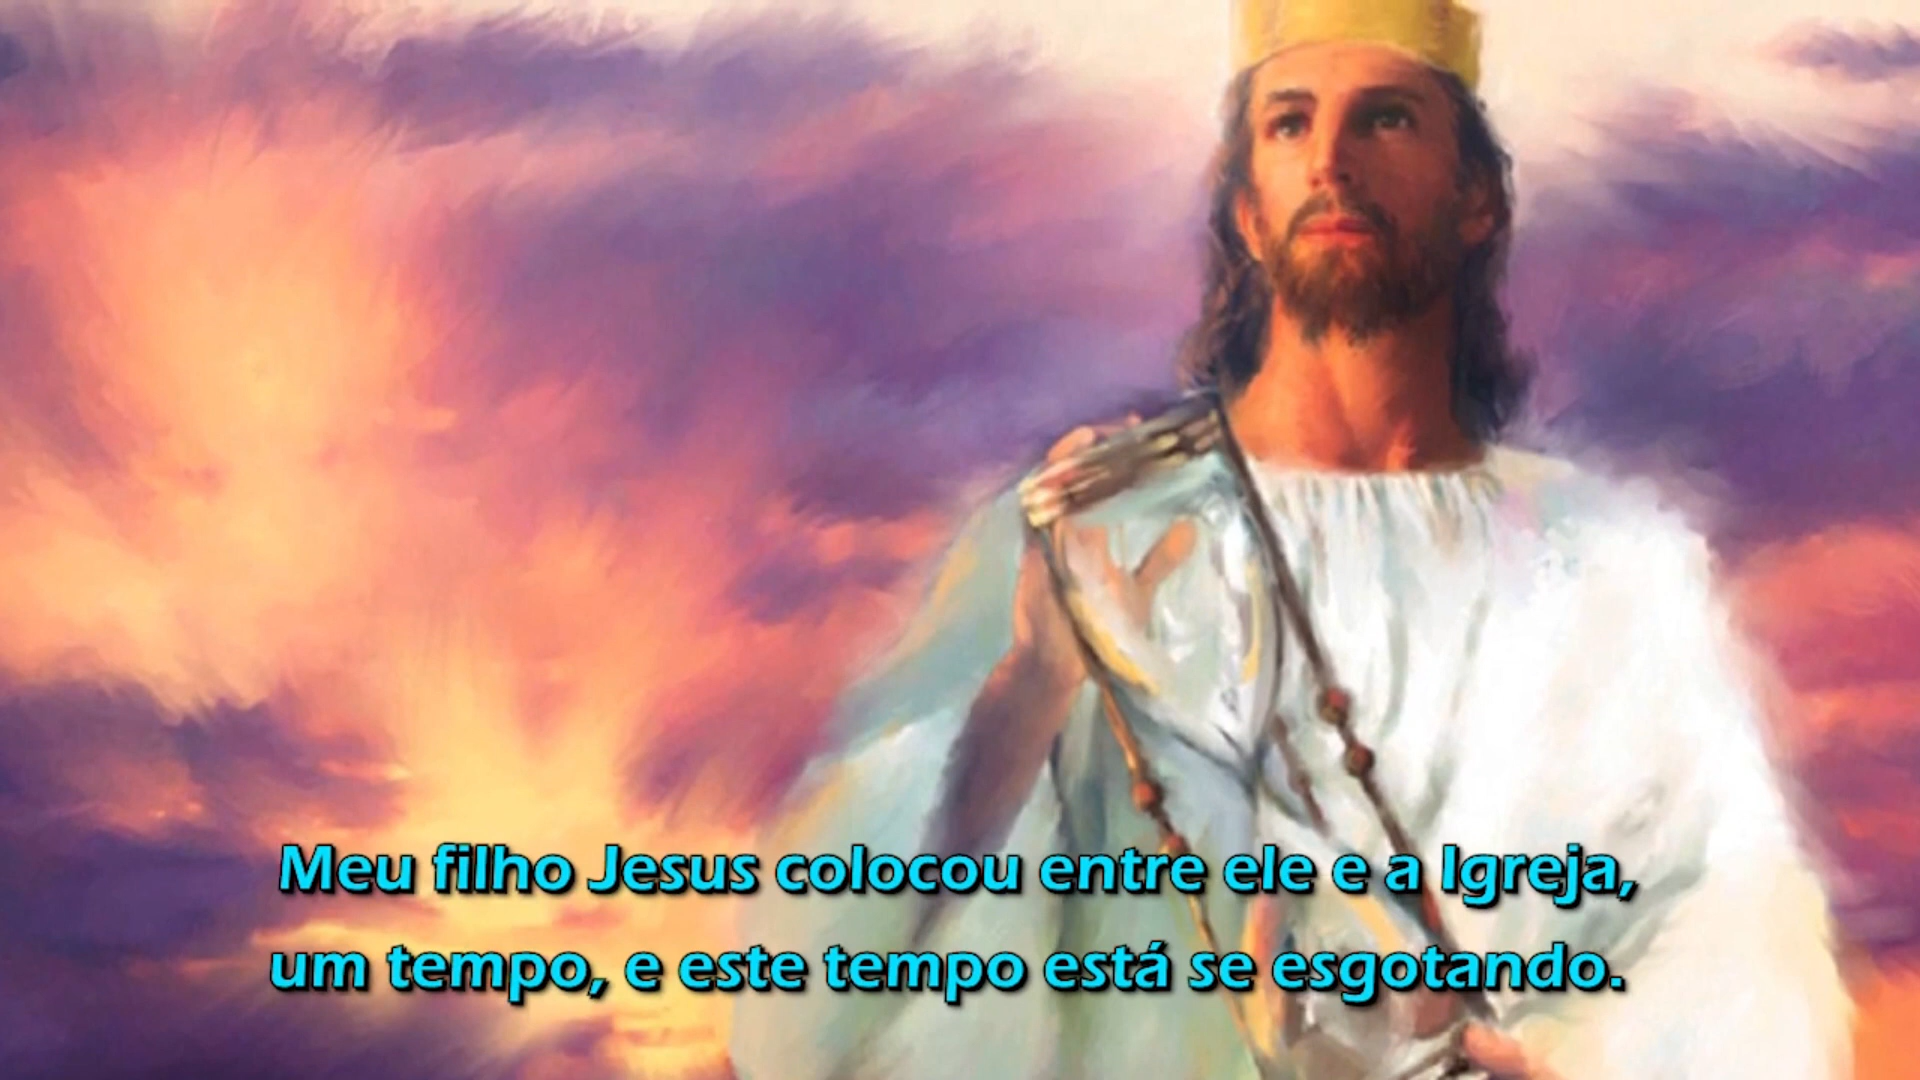 Meu filho Jesus colocou entre ele e a Igreja,
um tempo, e este tempo está se esgotando.